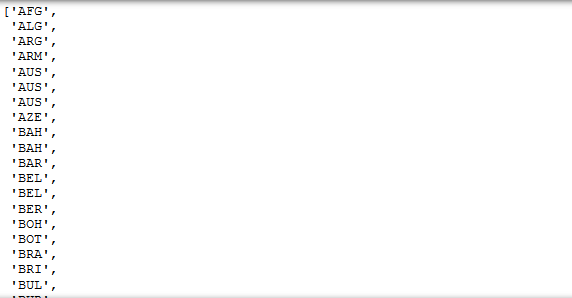 ['AFG',
'ALG',
'ARG',
'ARM',
'AUS',
'AUS',
'AUS',
'AZE',
'BAH',
'BAH',
'BAR',
'BEL',
'BEL',
'BER',
'BOH',
'BOT',
'BRA',
'BRI',
'BUL',